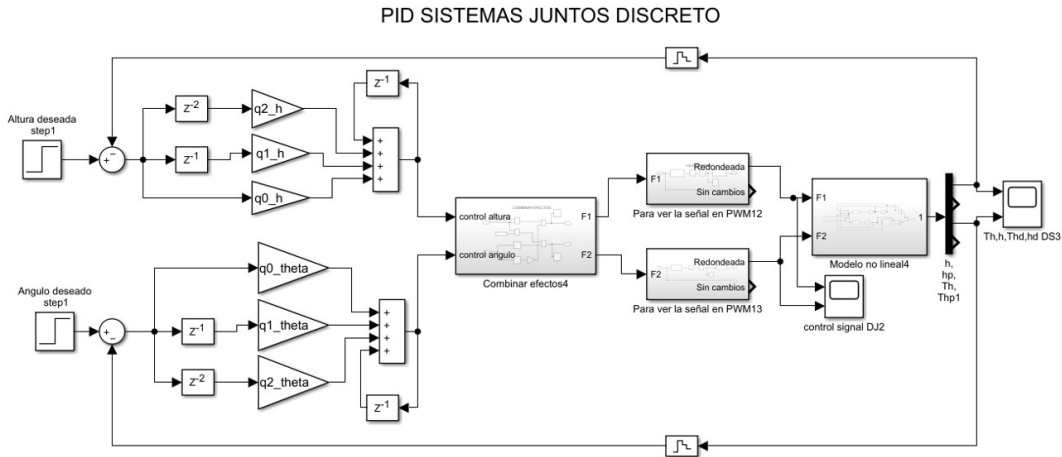 PID SISTEMAS JUNTOS DISCRETO
Altura deseada
step1
+
−
z-2
z-1
q2_h
q1_h
q0_h
z-1
+
+
+
+
control altura
control angulo
COMBINAR EFECTOS
F1
F2
Combinar efectos4
F1
Redondeada
Sin cambios
Para ver la señal en PWM12
F2
Redondeada
Sin cambios
Para ver la señal en PWM13
F1
F2
1
Modelo no lineal4
h,
hp,
Th,
Thp1
Th,h,Thd,hd DS3
control signal DJ2
Angulo deseado
step1
+
−
z-1
z-2
q0_theta
q1_theta
q2_theta
+
+
+
+
z-1